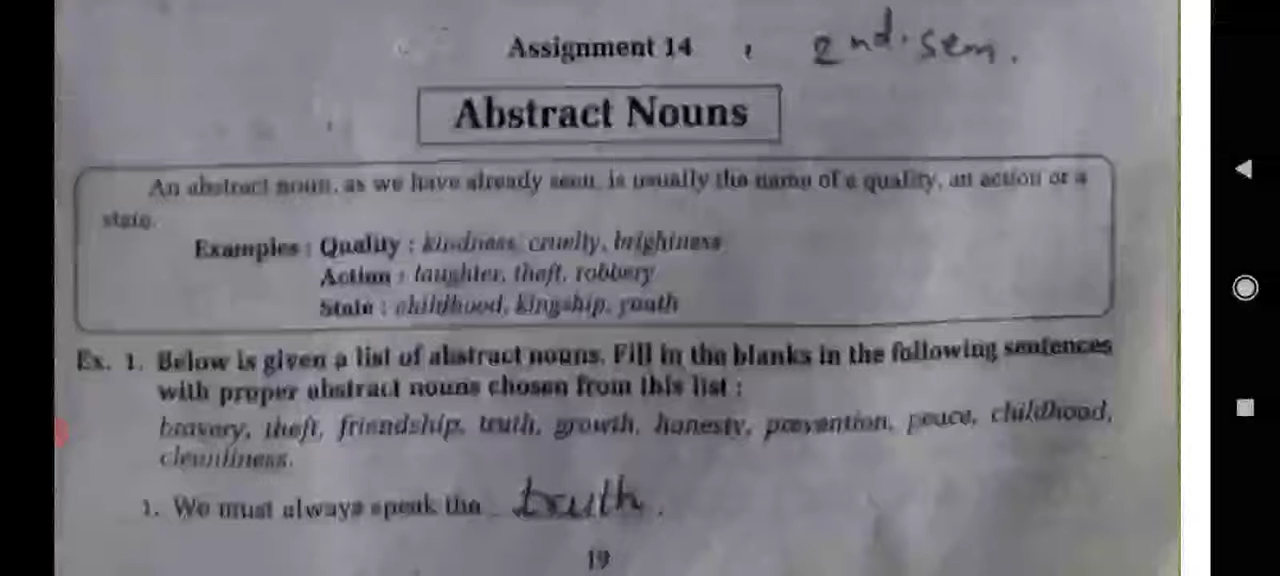 Assignment 14 2nd. sem.
Abstract Nouns
An abstract noun, as we have already seen, is usually the name of a quality, an action or a
state.
Examples : Quality : kindness, cruelty, brightness
Action : laughter, theft, robbery
State : childhood, kingship, youth
Ex. 1. Below is given a list of abstract nouns. Fill in the blanks in the following sentences
with proper abstract nouns chosen from this list :
bravery, theft, friendship, truth, growth, honesty, prevention, peace, childhood,
cleanliness.
1. We must always speak the truth.
19